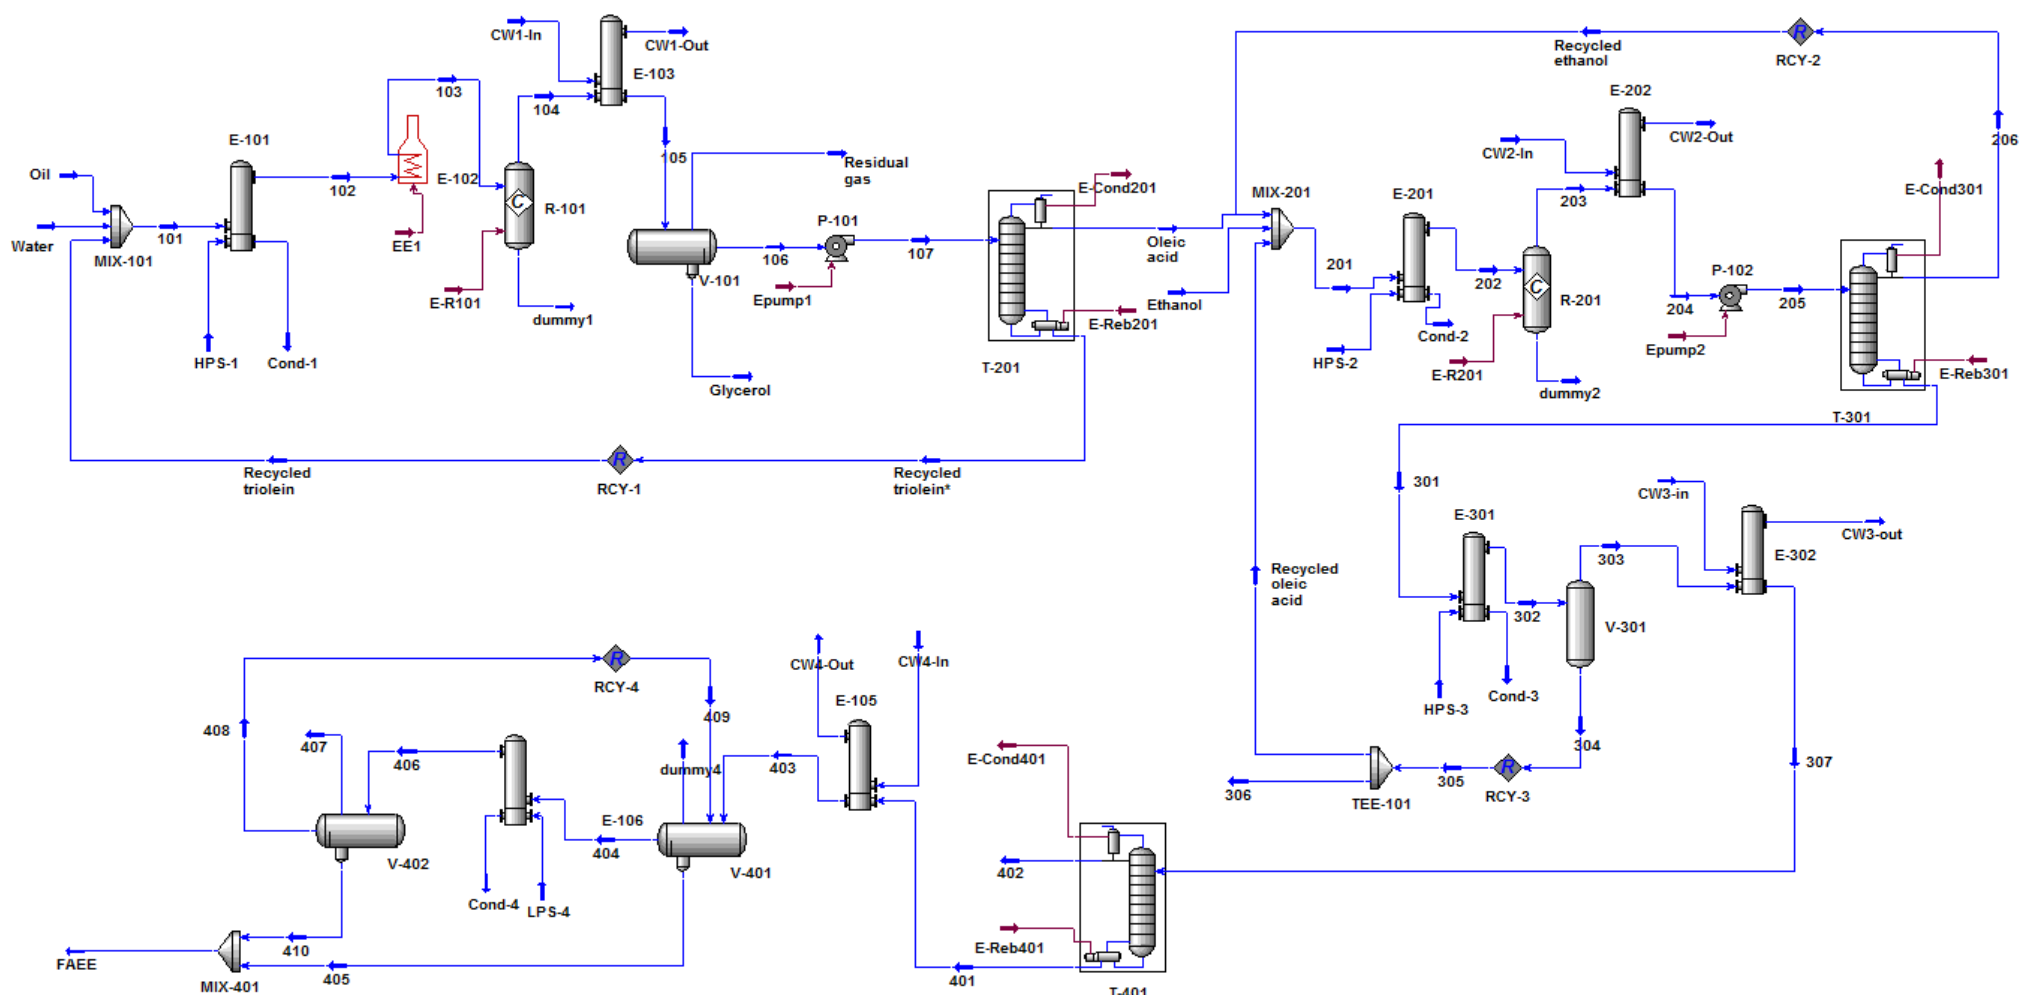 CW1-In
CW1-Out
E-103
103
104
E-101
Oil
102
E-102
105
Residual
gas
R-101
C
Water
101
MIX-101
EE1
E-R101
dummy1
HPS-1
Cond-1
P-101
106
V-101
Epump1
107
Glycerol
E-Cond201
E-Reb201
T-201
Recycled
triolein
R
RCY-1
Recycled
triolein*
Recycled
ethanol
R
RCY-2
E-202
CW2-Out
CW2-In
206
MIX-201
E-201
203
E-Cond301
Oleic
acid
201
202
C
R-201
P-102
Ethanol
204
205
Cond-2
Epump2
HPS-2
E-R201
dummy2
E-Reb301
T-301
301
CW3-in
E-301
303
CW3-out
E-302
Recycled
oleic
acid
302
V-301
HPS-3
Cond-3
304
307
305
R
RCY-3
306
TEE-101
R
RCY-4
CW4-Out
CW4-In
E-105
409
408
407
406
dummy4
403
E-Cond401
E-106
404
V-402
V-401
402
Cond-4
LPS-4
E-Reb401
410
FAEE
405
MIX-401
401
T-401